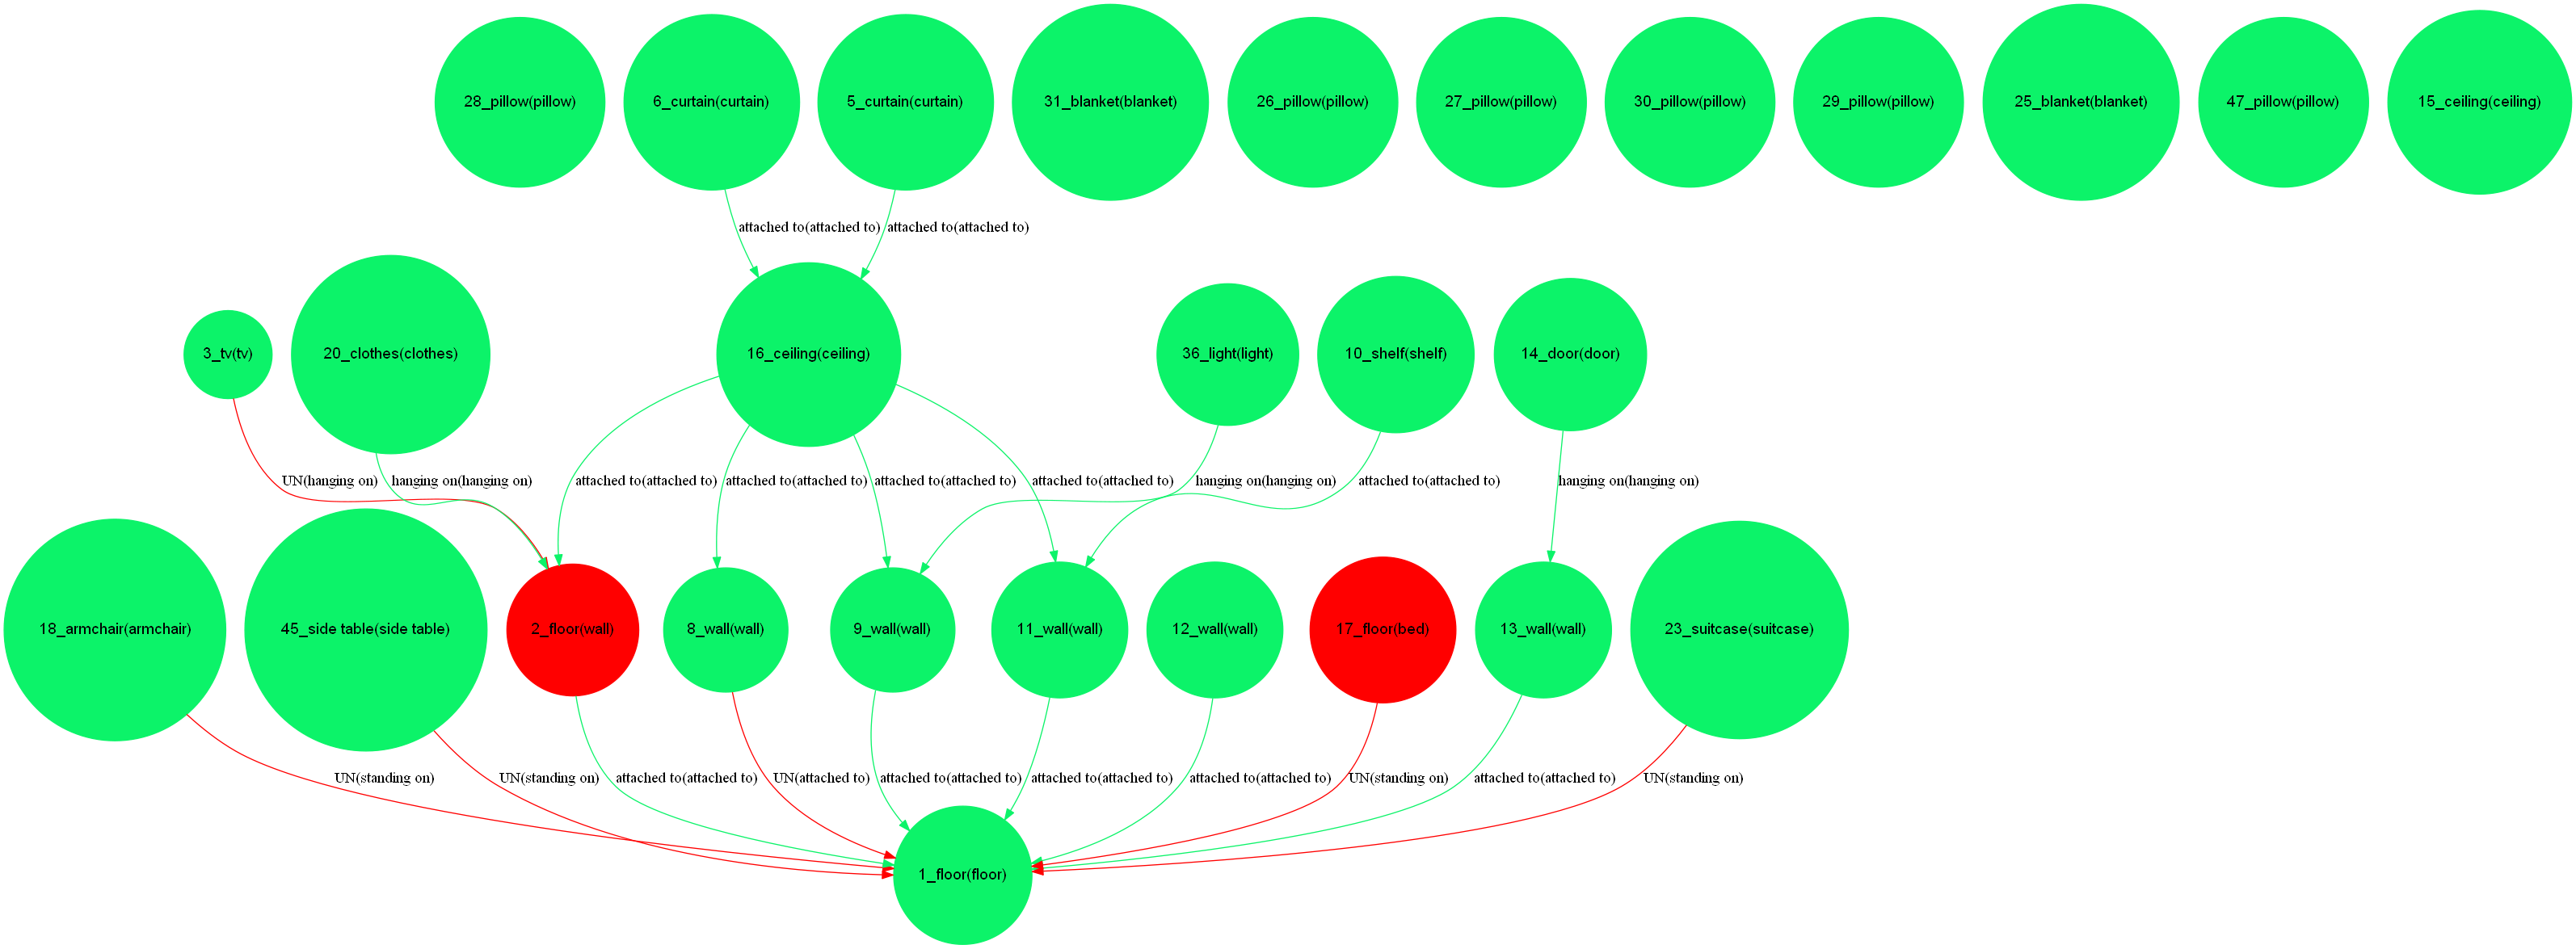 28_pillow(pillow)
6_curtain(curtain)
5_curtain(curtain)
31_blanket(blanket)
26_pillow(pillow)
27_pillow(pillow)
30_pillow(pillow)
29_pillow(pillow)
25_blanket(blanket)
47_pillow(pillow)
15_ceiling(ceiling)
attached to(attached to)
attached to(attached to)
3_tv(tv)
20_clothes(clothes)
16_ceiling(ceiling)
36_light(light)
10_shelf(shelf)
14_door(door)
UN(hanging on)
hanging on(hanging on)
attached to(attached to)
attached to(attached to)
attached to(attached to)
attached to(attached to)
hanging on(hanging on)
attached to(attached to)
hanging on(hanging on)
18_armchair(armchair)
45_side table(side table)
2_floor(wall)
8_wall(wall)
9_wall(wall)
11_wall(wall)
12_wall(wall)
17_floor(bed)
13_wall(wall)
23_suitcase(suitcase)
UN(standing on)
UN(standing on)
attached to(attached to)
UN(attached to)
attached to(attached to)
attached to(attached to)
attached to(attached to)
UN(standing on)
attached to(attached to)
UN(standing on)
1_floor(floor)